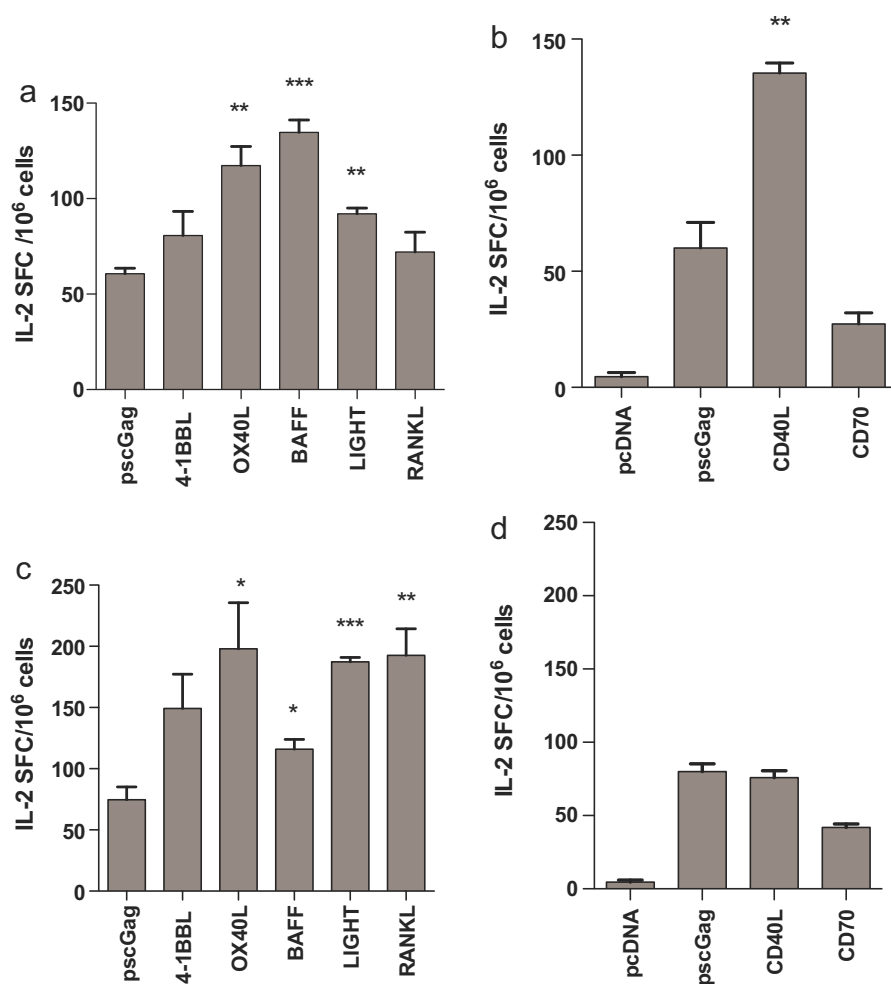 a
IL-2 SFC /10⁶ cells
150
100
50
0
** *** **
pscGag 4-1BBL OX40L BAFF LIGHT RANKL
b
IL-2 SFC/10⁶ cells
150
100
50
0
**
pcDNA pscGag CD40L CD70
c
IL-2 SFC/10⁶ cells
250
200
150
100
50
0
* * *** **
pscGag 4-1BBL OX40L BAFF LIGHT RANKL
d
IL-2 SFC/10⁶ cells
250
200
150
100
50
0
pcDNA pscGag CD40L CD70